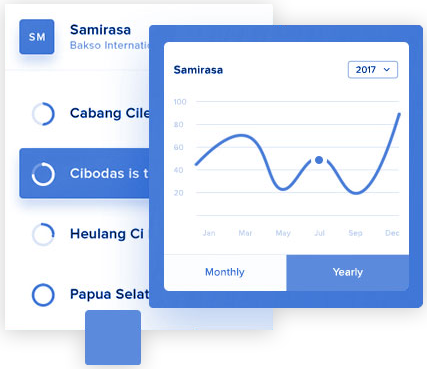 SM
Samirasa
Bakso Internati
Cabang Cile
Cibodas is t
Heulang Ci
Papua Selat
Samirasa
2017
100
80
60
40
20
Jan Mar May Jul Sep Dec
Monthly Yearly